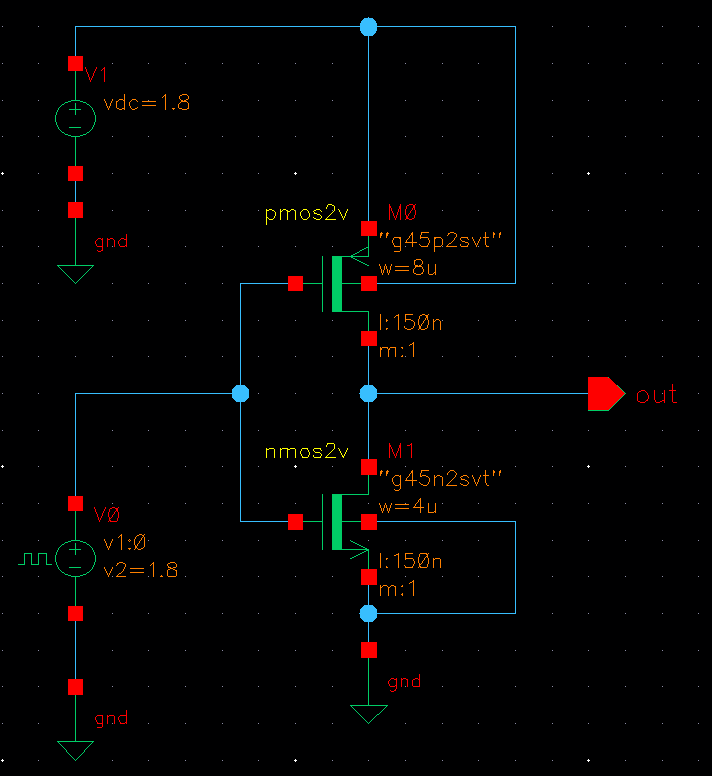 V1
vdc=1.8
gnd
pmos2v
M0
"g45p2svt"
w=8u
l:150n
m:1
out
nmos2v
M1
"g45n2svt"
w=4u
l:150n
m:1
gnd
V0
v1:0
v2=1.8
gnd